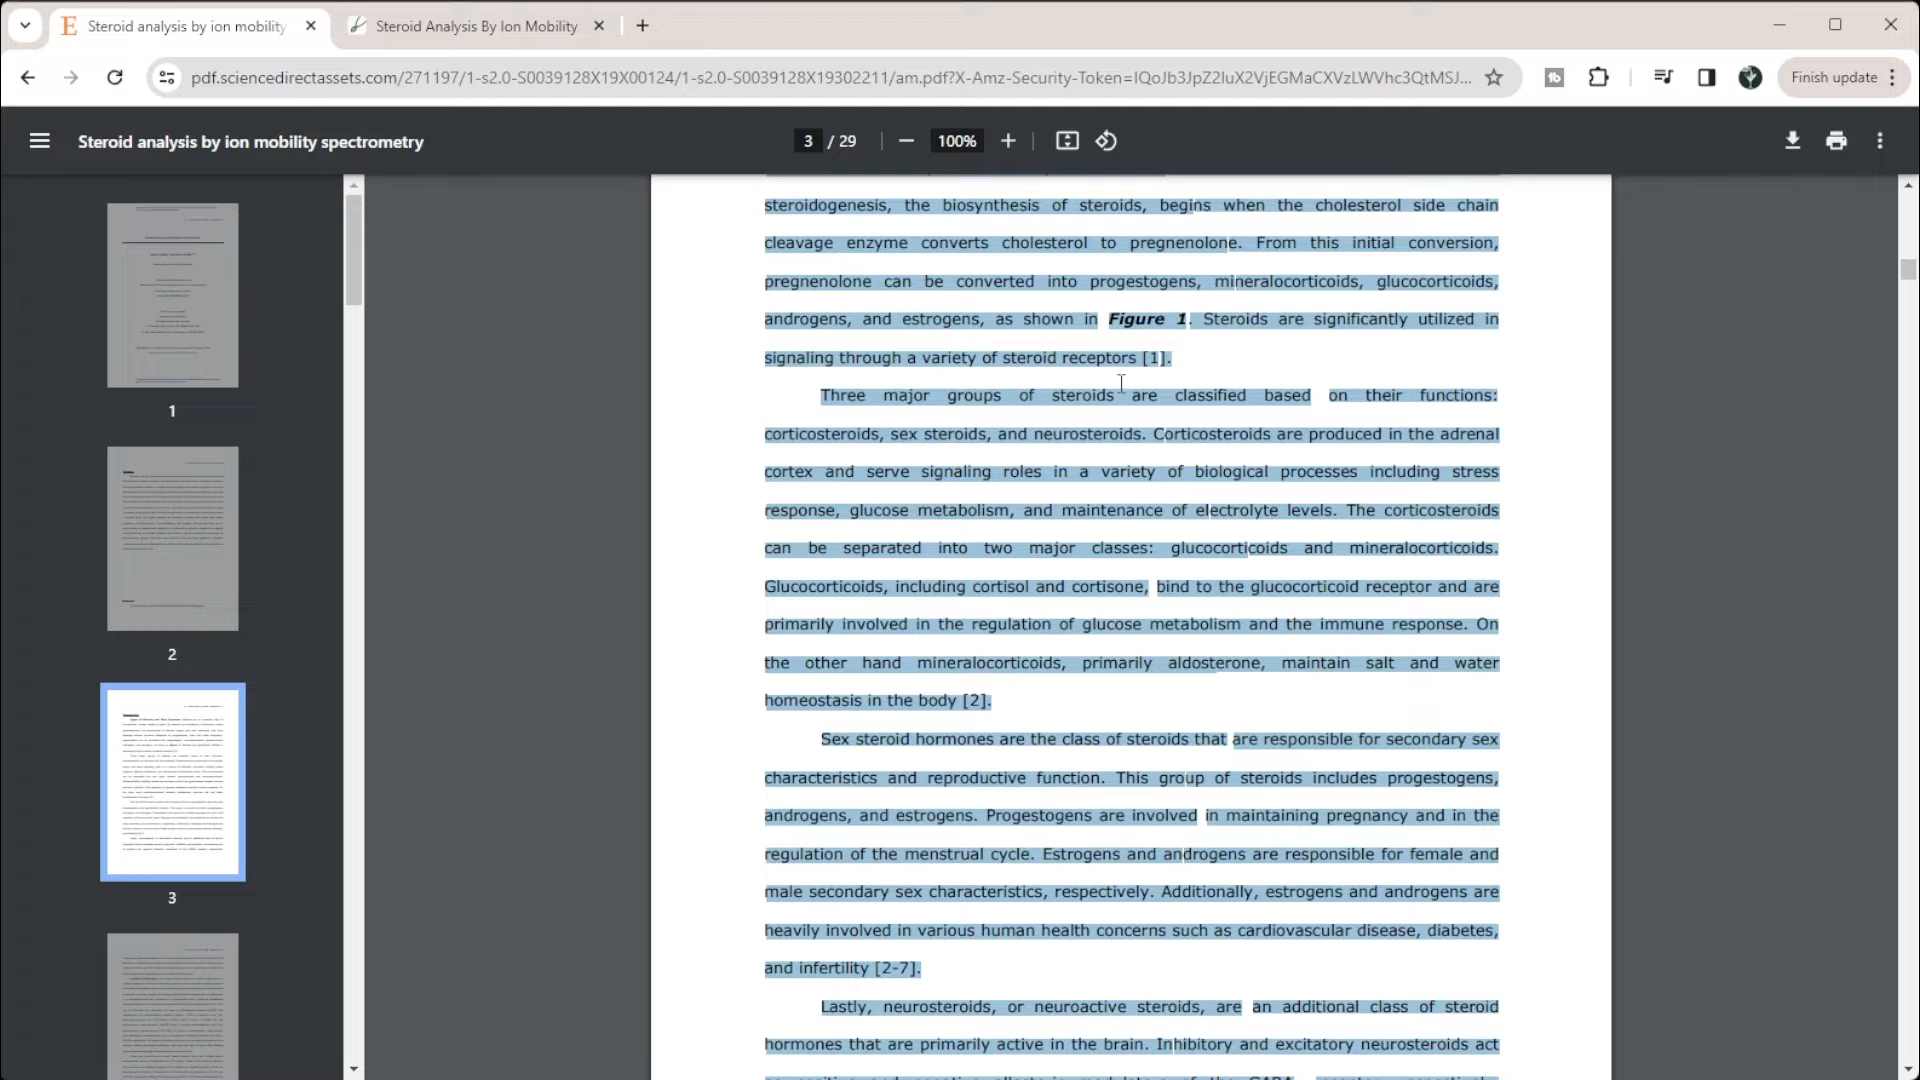 Steroid analysis by ion mobility
Steroid Analysis By Ion Mobility
pdf.sciencedirectassets.com/271197/1-s2.0-S0039128X19X00124/1-s2.0-S0039128X19302211/am.pdf?X-Amz-Security-Token=IQoJb3JpZ2luX2VjEGMaCXVzLWVhc3QtMSJ...
Finish update
Steroid analysis by ion mobility spectrometry
3 / 29
100%
1
2
3
steroidogenesis, the biosynthesis of steroids, begins when the cholesterol side chain
cleavage enzyme converts cholesterol to pregnenolone. From this initial conversion,
pregnenolone can be converted into progestogens, mineralocorticoids, glucocorticoids,
androgens, and estrogens, as shown in Figure 1. Steroids are significantly utilized in
signaling through a variety of steroid receptors [1].
Three major groups of steroids are classified based on their functions:
corticosteroids, sex steroids, and neurosteroids. Corticosteroids are produced in the adrenal
cortex and serve signaling roles in a variety of biological processes including stress
response, glucose metabolism, and maintenance of electrolyte levels. The corticosteroids
can be separated into two major classes: glucocorticoids and mineralocorticoids.
Glucocorticoids, including cortisol and cortisone, bind to the glucocorticoid receptor and are
primarily involved in the regulation of glucose metabolism and the immune response. On
the other hand mineralocorticoids, primarily aldosterone, maintain salt and water
homeostasis in the body [2].
Sex steroid hormones are the class of steroids that are responsible for secondary sex
characteristics and reproductive function. This group of steroids includes progestogens,
androgens, and estrogens. Progestogens are involved in maintaining pregnancy and in the
regulation of the menstrual cycle. Estrogens and androgens are responsible for female and
male secondary sex characteristics, respectively. Additionally, estrogens and androgens are
heavily involved in various human health concerns such as cardiovascular disease, diabetes,
and infertility [2-7].
Lastly, neurosteroids, or neuroactive steroids, are an additional class of steroid
hormones that are primarily active in the brain. Inhibitory and excitatory neurosteroids act